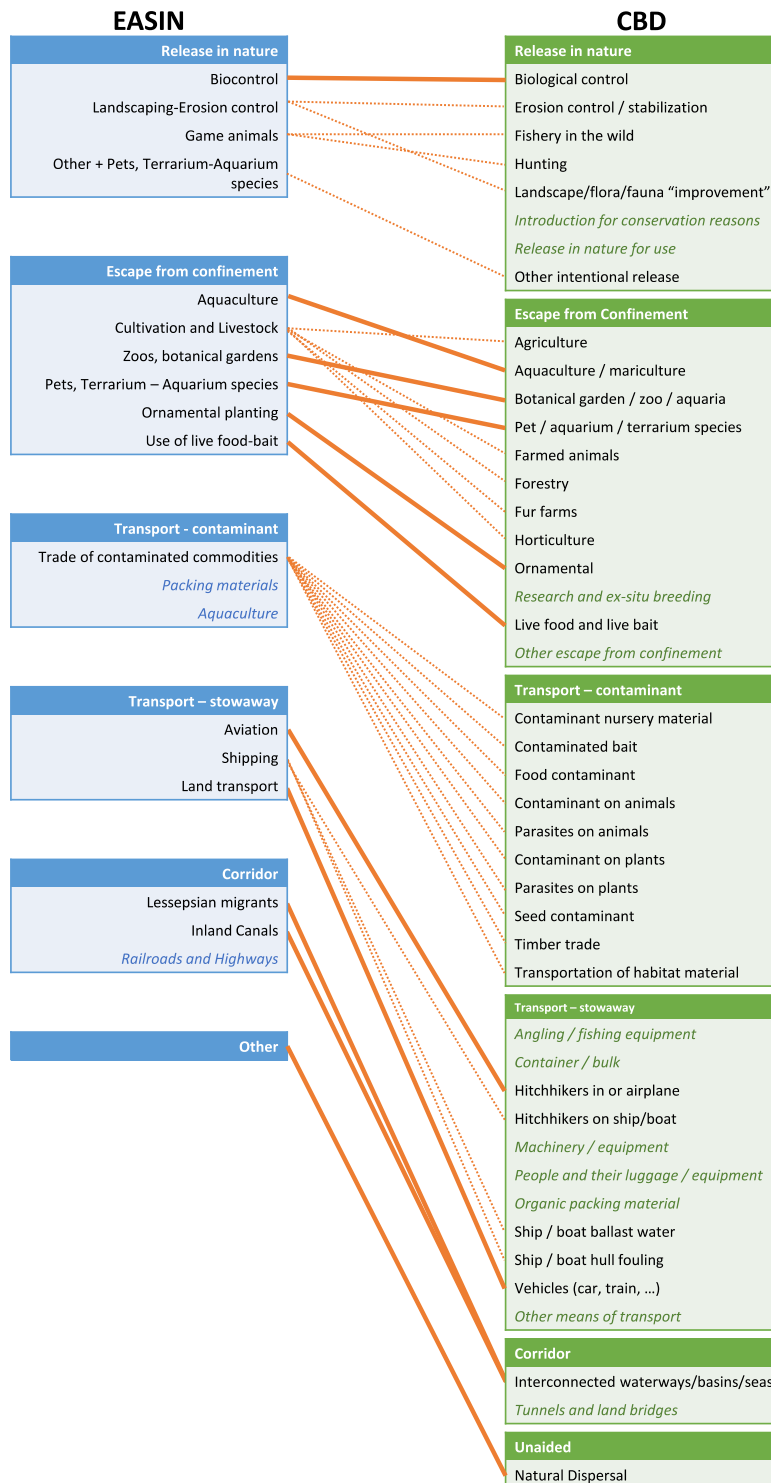 EASIN
Release in nature
Biocontrol
Landscaping-Erosion control
Game animals
Other + Pets, Terrarium-Aquarium
species
Escape from confinement
Aquaculture
Cultivation and Livestock
Zoos, botanical gardens
Pets, Terrarium – Aquarium species
Ornamental planting
Use of live food-bait
Transport - contaminant
Trade of contaminated commodities
Packing materials
Aquaculture
Transport – stowaway
Aviation
Shipping
Land transport
Corridor
Lessepsian migrants
Inland Canals
Railroads and Highways
Other
CBD
Release in nature
Biological control
Erosion control / stabilization
Fishery in the wild
Hunting
Landscape/flora/fauna “improvement”
Introduction for conservation reasons
Release in nature for use
Other intentional release
Escape from Confinement
Agriculture
Aquaculture / mariculture
Botanical garden / zoo / aquaria
Pet / aquarium / terrarium species
Farmed animals
Forestry
Fur farms
Horticulture
Ornamental
Research and ex-situ breeding
Live food and live bait
Other escape from confinement
Transport – contaminant
Contaminant nursery material
Contaminated bait
Food contaminant
Contaminant on animals
Parasites on animals
Contaminant on plants
Parasites on plants
Seed contaminant
Timber trade
Transportation of habitat material
Transport – stowaway
Angling / fishing equipment
Container / bulk
Hitchhikers in or airplane
Hitchhikers on ship/boat
Machinery / equipment
People and their luggage / equipment
Organic packing material
Ship / boat ballast water
Ship / boat hull fouling
Vehicles (car, train, …)
Other means of transport
Corridor
Interconnected waterways/basins/seas
Tunnels and land bridges
Unaided
Natural Dispersal